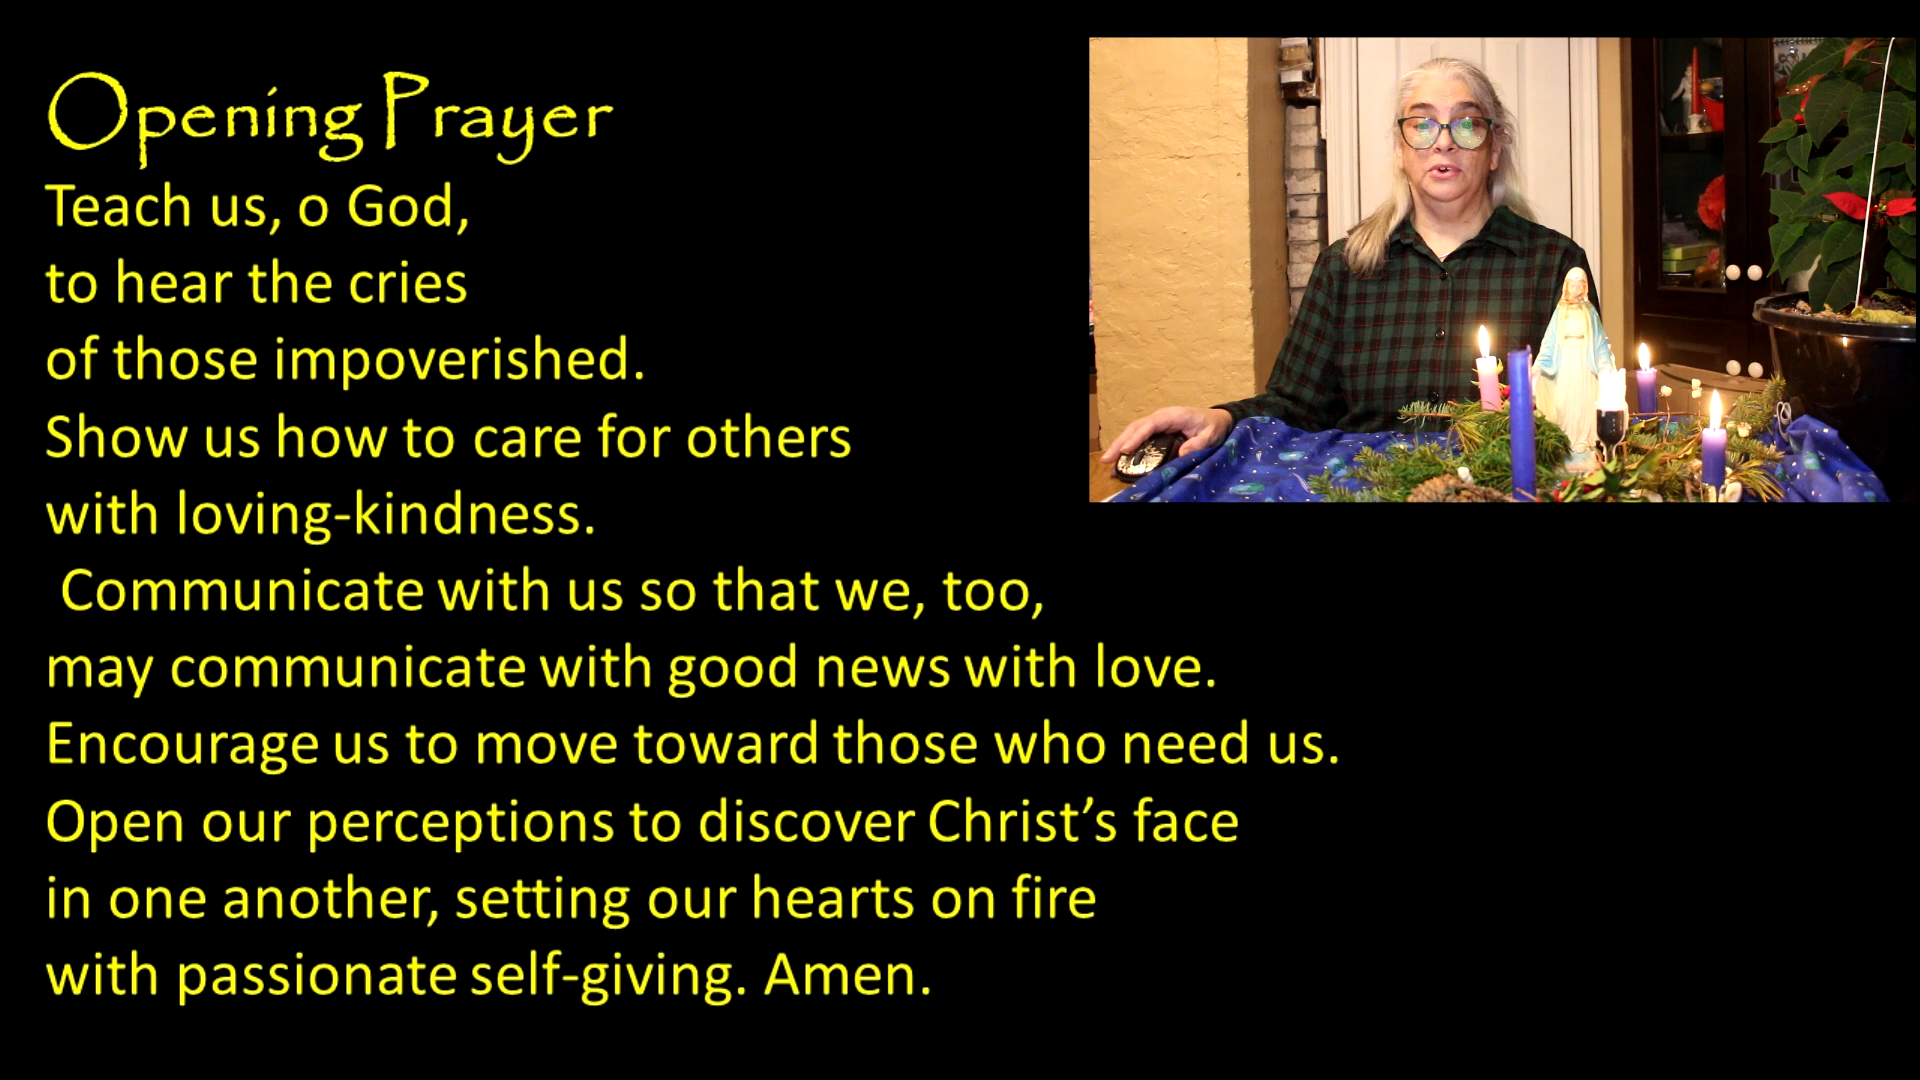 Opening Prayer
Teach us, o God,
to hear the cries
of those impoverished.
Show us how to care for others
with loving-kindness.
Communicate with us so that we, too,
may communicate with good news with love.
Encourage us to move toward those who need us.
Open our perceptions to discover Christ’s face
in one another, setting our hearts on fire
with passionate self-giving. Amen.